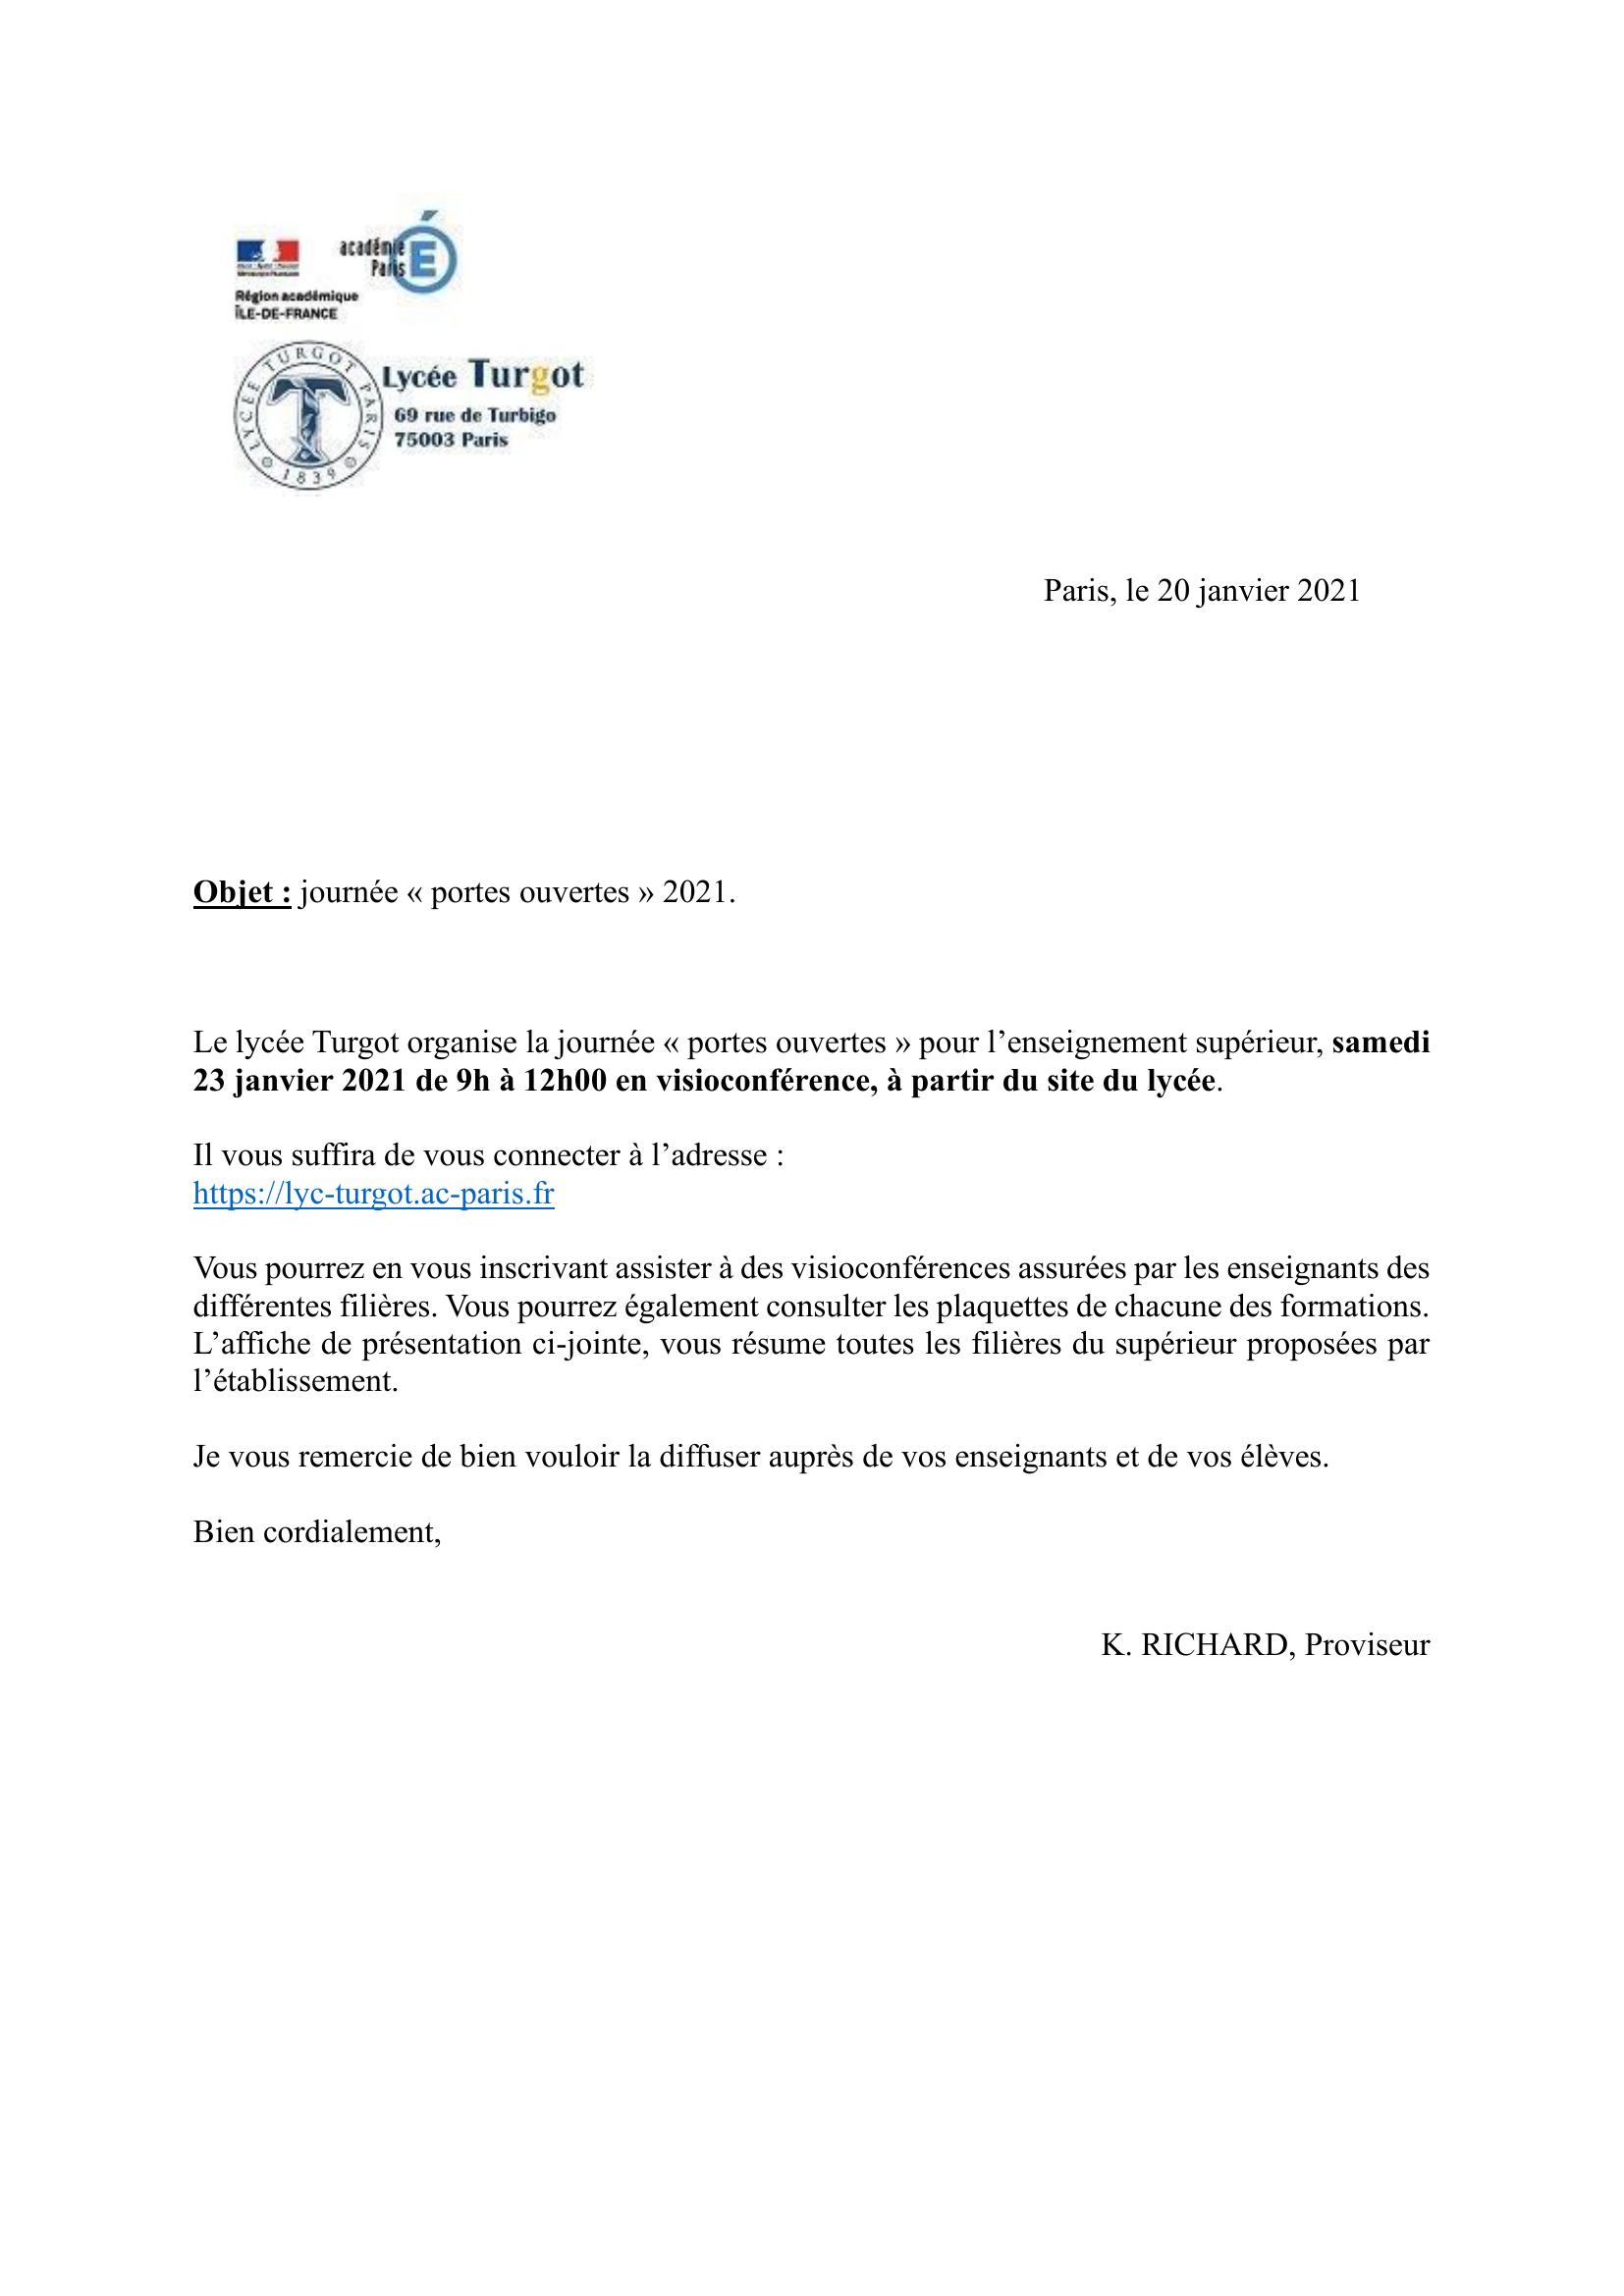 académie
Paris
É
Région académique
ÎLE-DE-FRANCE
LYCEE TURGOT PARIS
1839
Lycée Turgot
69 rue de Turbigo
75003 Paris
Paris, le 20 janvier 2021
Objet : journée « portes ouvertes » 2021.
Le lycée Turgot organise la journée « portes ouvertes » pour l’enseignement supérieur, samedi
23 janvier 2021 de 9h à 12h00 en visioconférence, à partir du site du lycée.
Il vous suffira de vous connecter à l’adresse :
https://lyc-turgot.ac-paris.fr
Vous pourrez en vous inscrivant assister à des visioconférences assurées par les enseignants des
différentes filières. Vous pourrez également consulter les plaquettes de chacune des formations.
L’affiche de présentation ci-jointe, vous résume toutes les filières du supérieur proposées par
l’établissement.
Je vous remercie de bien vouloir la diffuser auprès de vos enseignants et de vos élèves.
Bien cordialement,
K. RICHARD, Proviseur